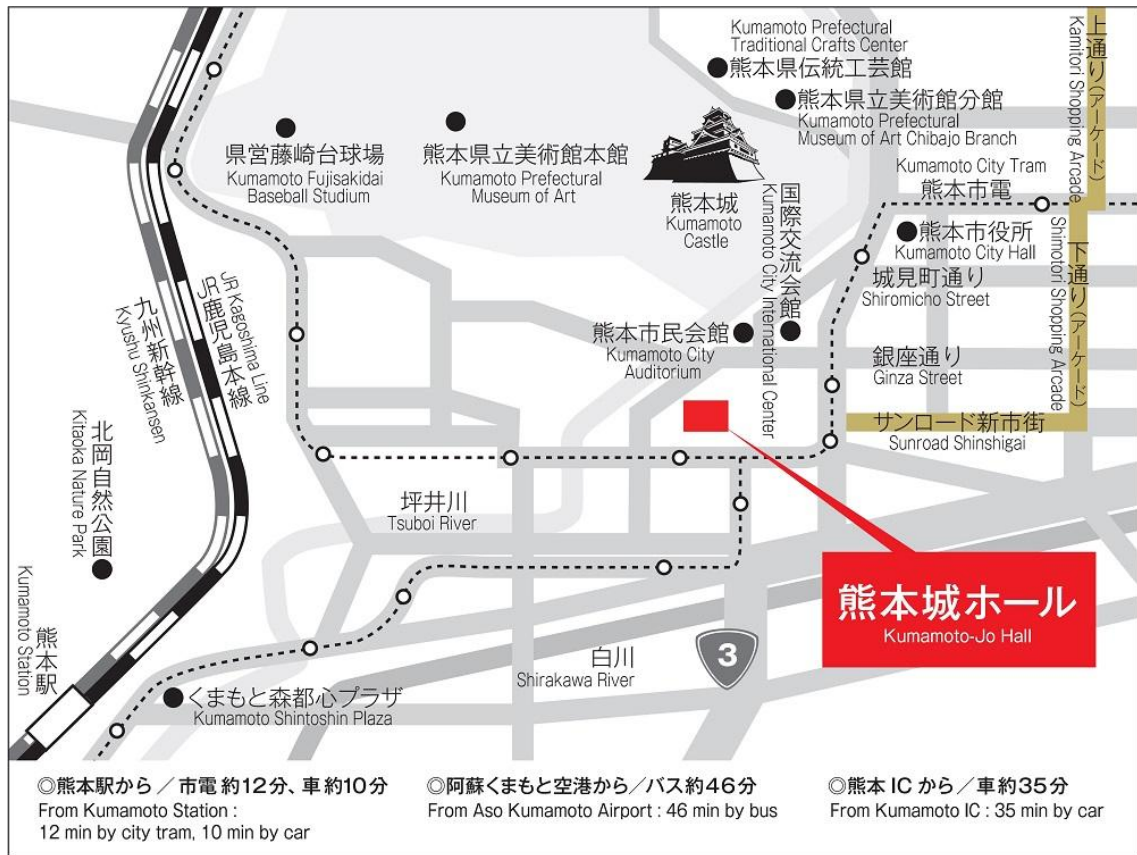 Kumamoto Prefectural
Traditional Crafts Center
熊本県伝統工芸館
熊本県立美術館分館
Kumamoto Prefectural
Museum of Art Chibajo Branch
上通り(アーケード)
Kamitori Shopping Arcade
県営藤崎台球場
Kumamoto Fujisakidai
Baseball Studium
熊本県立美術館本館
Kumamoto Prefectural
Museum of Art
熊本城
Kumamoto
Castle
国際交流会館
Kumamoto City International Center
Kumamoto City Tram
熊本市電
熊本市役所
Kumamoto City Hall
城見町通り
Shiromicho Street
下通り(アーケード)
Shimotori Shopping Arcade
熊本市民会館
Kumamoto City
Auditorium
銀座通り
Ginza Street
サンロード新市街
Sunroad Shinshigai
JR Kagoshima Line
JR鹿児島本線
九州新幹線
Kyushu Shinkansen
北岡自然公園
Kitaoka Nature Park
坪井川
Tsuboi River
熊本城ホール
Kumamoto-Jo Hall
熊本駅
Kumamoto Station
白川
Shirakawa River
3
くまもと森都心プラザ
Kumamoto Shintoshin Plaza
◎熊本駅から/市電 約12分、車 約10分
From Kumamoto Station :
12 min by city tram, 10 min by car
◎阿蘇くまもと空港から/バス約46分
From Aso Kumamoto Airport : 46 min by bus
◎熊本 IC から/車約35分
From Kumamoto IC : 35 min by car